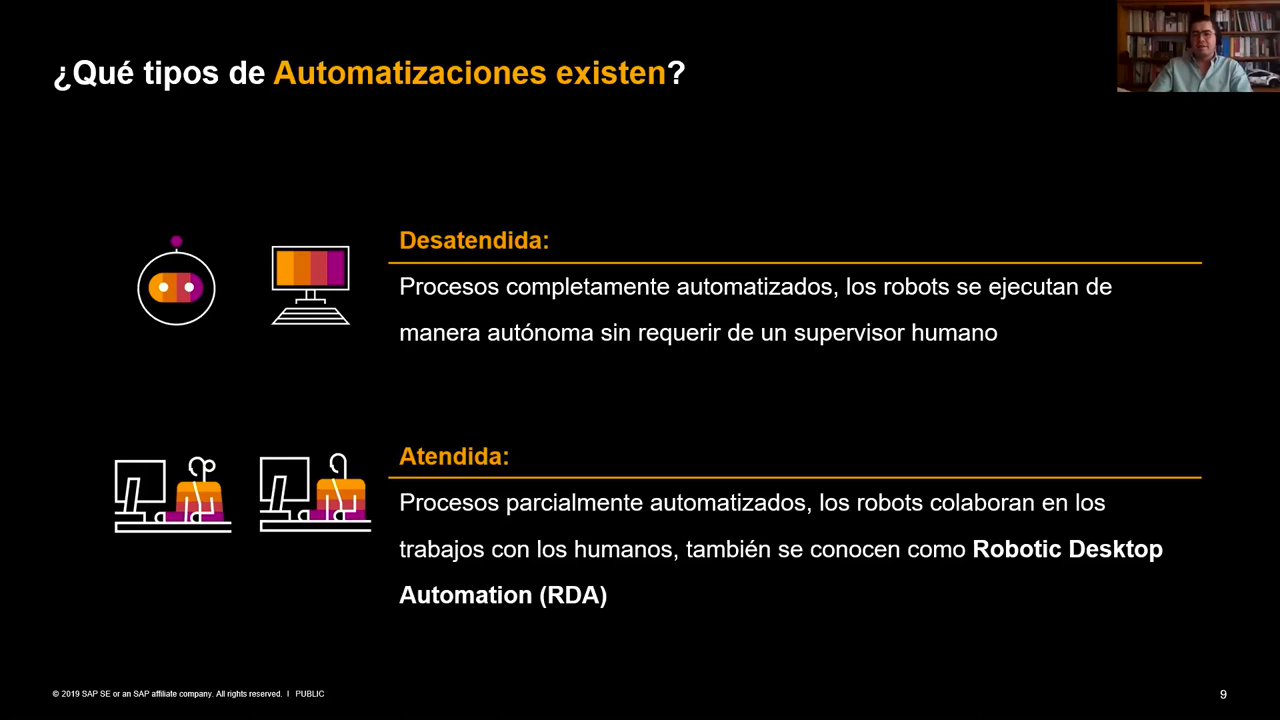 ¿Qué tipos de Automatizaciones existen?
Desatendida:
Procesos completamente automatizados, los robots se ejecutan de
manera autónoma sin requerir de un supervisor humano
Atendida:
Procesos parcialmente automatizados, los robots colaboran en los
trabajos con los humanos, también se conocen como Robotic Desktop
Automation (RDA)
© 2019 SAP SE or an SAP affiliate company. All rights reserved. I PUBLIC
9